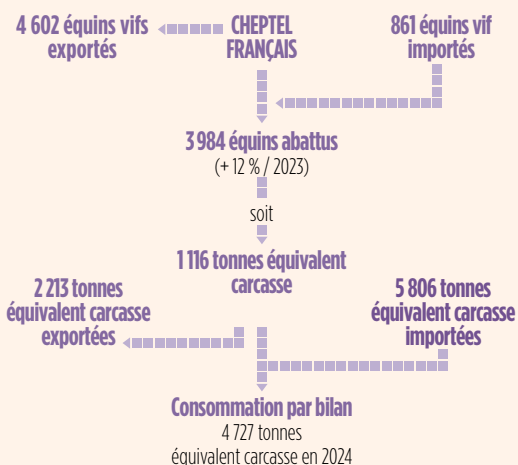 4 602 équins vifs
exportés
CHEPTEL
FRANÇAIS
861 équins vif
importés
3 984 équins abattus
(+ 12 % / 2023)
soit
1 116 tonnes équivalent
carcasse
2 213 tonnes
équivalent carcasse
exportées
5 806 tonnes
équivalent carcasse
importées
Consommation par bilan
4 727 tonnes
équivalent carcasse en 2024